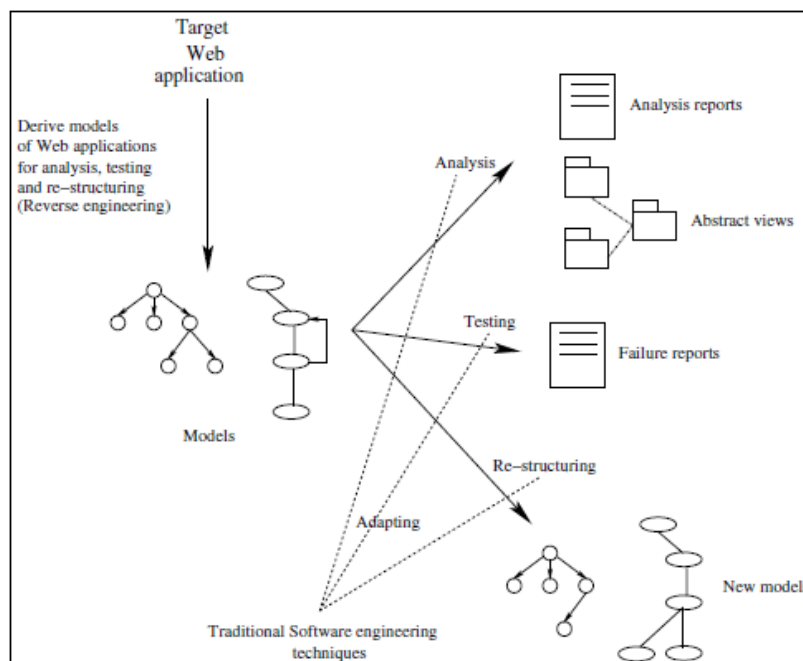 Target
Web
application
Derive models
of Web applications
for analysis, testing
and re−structuring
(Reverse engineering)
Analysis reports
Analysis
Abstract views
Testing
Failure reports
Models
Re−structuring
Adapting
New model
Traditional Software engineering
techniques